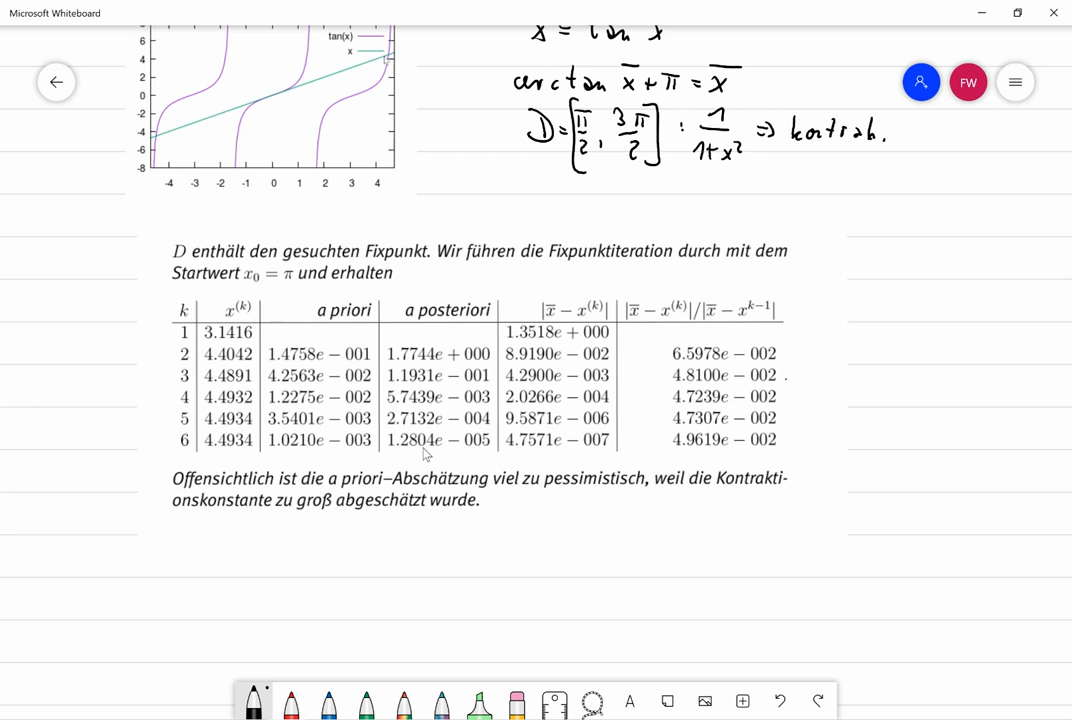 Microsoft Whiteboard
FW
6
4
2
0
-2
-4
-6
-8
tan(x)
x
-4 -3 -2 -1 0 1 2 3 4
x = tan x
arctan x̅ + π = x̅
D = [π/2, 3π/2] : 1/(1+x²) ⇒ kontrah.
D enthält den gesuchten Fixpunkt. Wir führen die Fixpunktiteration durch mit dem
Startwert x₀ = π und erhalten
k x^(k) a priori a posteriori |x̅ − x^(k)| |x̅ − x^(k)|/|x̅ − x^{k−1}|
1 3.1416 1.3518e + 000
2 4.4042 1.4758e − 001 1.7744e + 000 8.9190e − 002 6.5978e − 002
3 4.4891 4.2563e − 002 1.1931e − 001 4.2900e − 003 4.8100e − 002 .
4 4.4932 1.2275e − 002 5.7439e − 003 2.0266e − 004 4.7239e − 002
5 4.4934 3.5401e − 003 2.7132e − 004 9.5871e − 006 4.7307e − 002
6 4.4934 1.0210e − 003 1.2804e − 005 4.7571e − 007 4.9619e − 002
Offensichtlich ist die a priori–Abschätzung viel zu pessimistisch, weil die Kontrakti-
onskonstante zu groß abgeschätzt wurde.